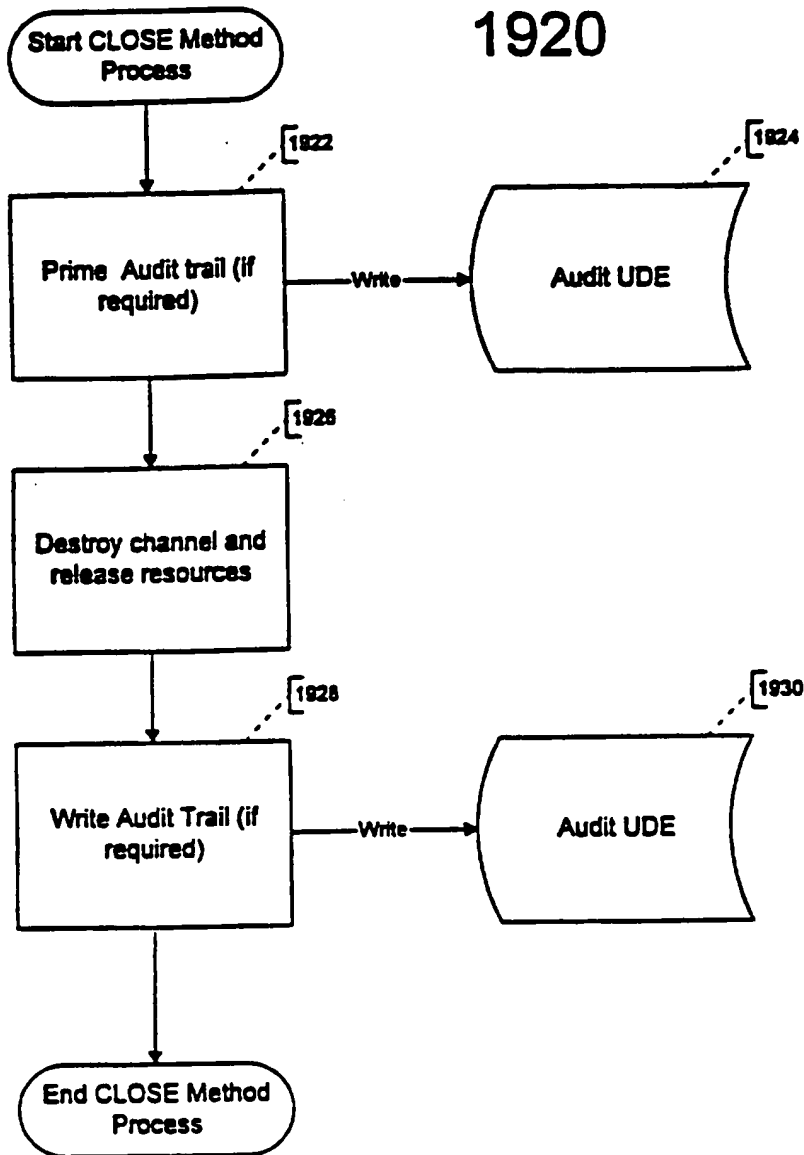 Start CLOSE Method
Process
1920
1922
1924
Prime Audit trail (if
required)
Write
Audit UDE
1926
Destroy channel and
release resources
1928
1930
Write Audit Trail (if
required)
Write
Audit UDE
End CLOSE Method
Process